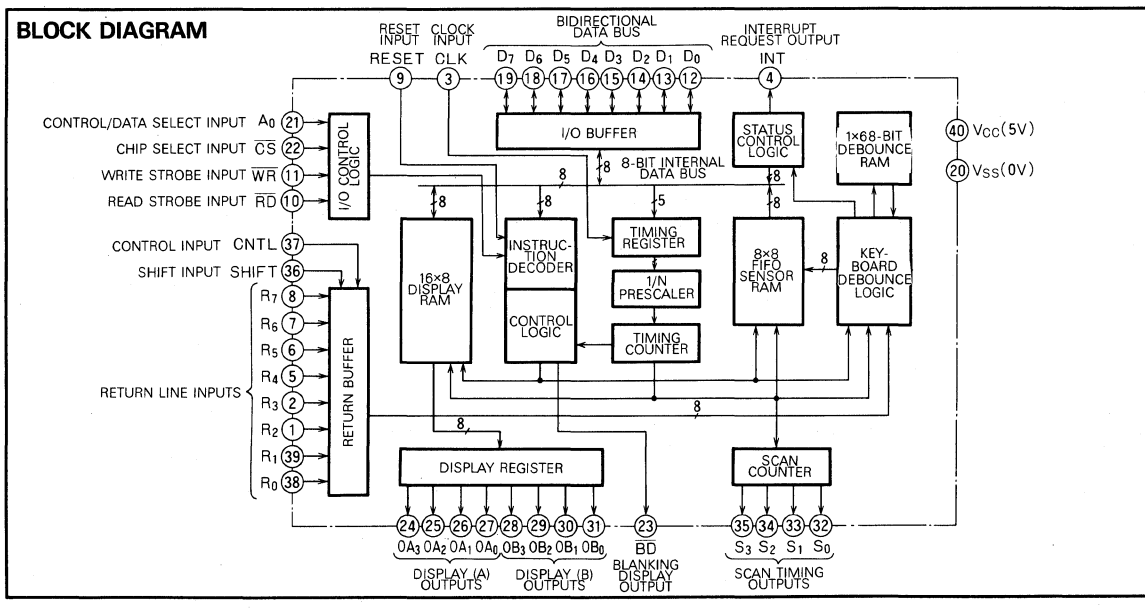 BLOCK DIAGRAM
RESET INPUT
CLOCK INPUT
BIDIRECTIONAL DATA BUS
INTERRUPT REQUEST OUTPUT
RESET
CLK
D7 D6 D5 D4 D3 D2 D1 D0
INT
9
3
19 18 17 16 15 14 13 12
4
CONTROL/DATA SELECT INPUT A0 21
CHIP SELECT INPUT CS 22
WRITE STROBE INPUT WR 11
READ STROBE INPUT RD 10
I/O CONTROL LOGIC
I/O BUFFER
STATUS CONTROL LOGIC
1×68-BIT DEBOUNCE RAM
40 VCC(5V)
20 VSS(0V)
8
8-BIT INTERNAL DATA BUS
8
8
8
8
5
8
CONTROL INPUT CNTL 37
SHIFT INPUT SHIFT 36
16×8 DISPLAY RAM
INSTRUC-
TION
DECODER
CONTROL LOGIC
TIMING REGISTER
1/N PRESCALER
TIMING COUNTER
8×8 FIFO SENSOR RAM
8
KEY-
BOARD
DEBOUNCE
LOGIC
RETURN LINE INPUTS
R7 8
R6 7
R5 6
R4 5
R3 2
R2 1
R1 39
R0 38
RETURN BUFFER
8
8
DISPLAY REGISTER
SCAN COUNTER
24 25 26 27 28 29 30 31
23
35 34 33 32
0A3 0A2 0A1 0A0 0B3 0B2 0B1 0B0
BD
S3 S2 S1 S0
DISPLAY (A) OUTPUTS
DISPLAY (B) OUTPUTS
BLANKING DISPLAY OUTPUT
SCAN TIMING OUTPUTS